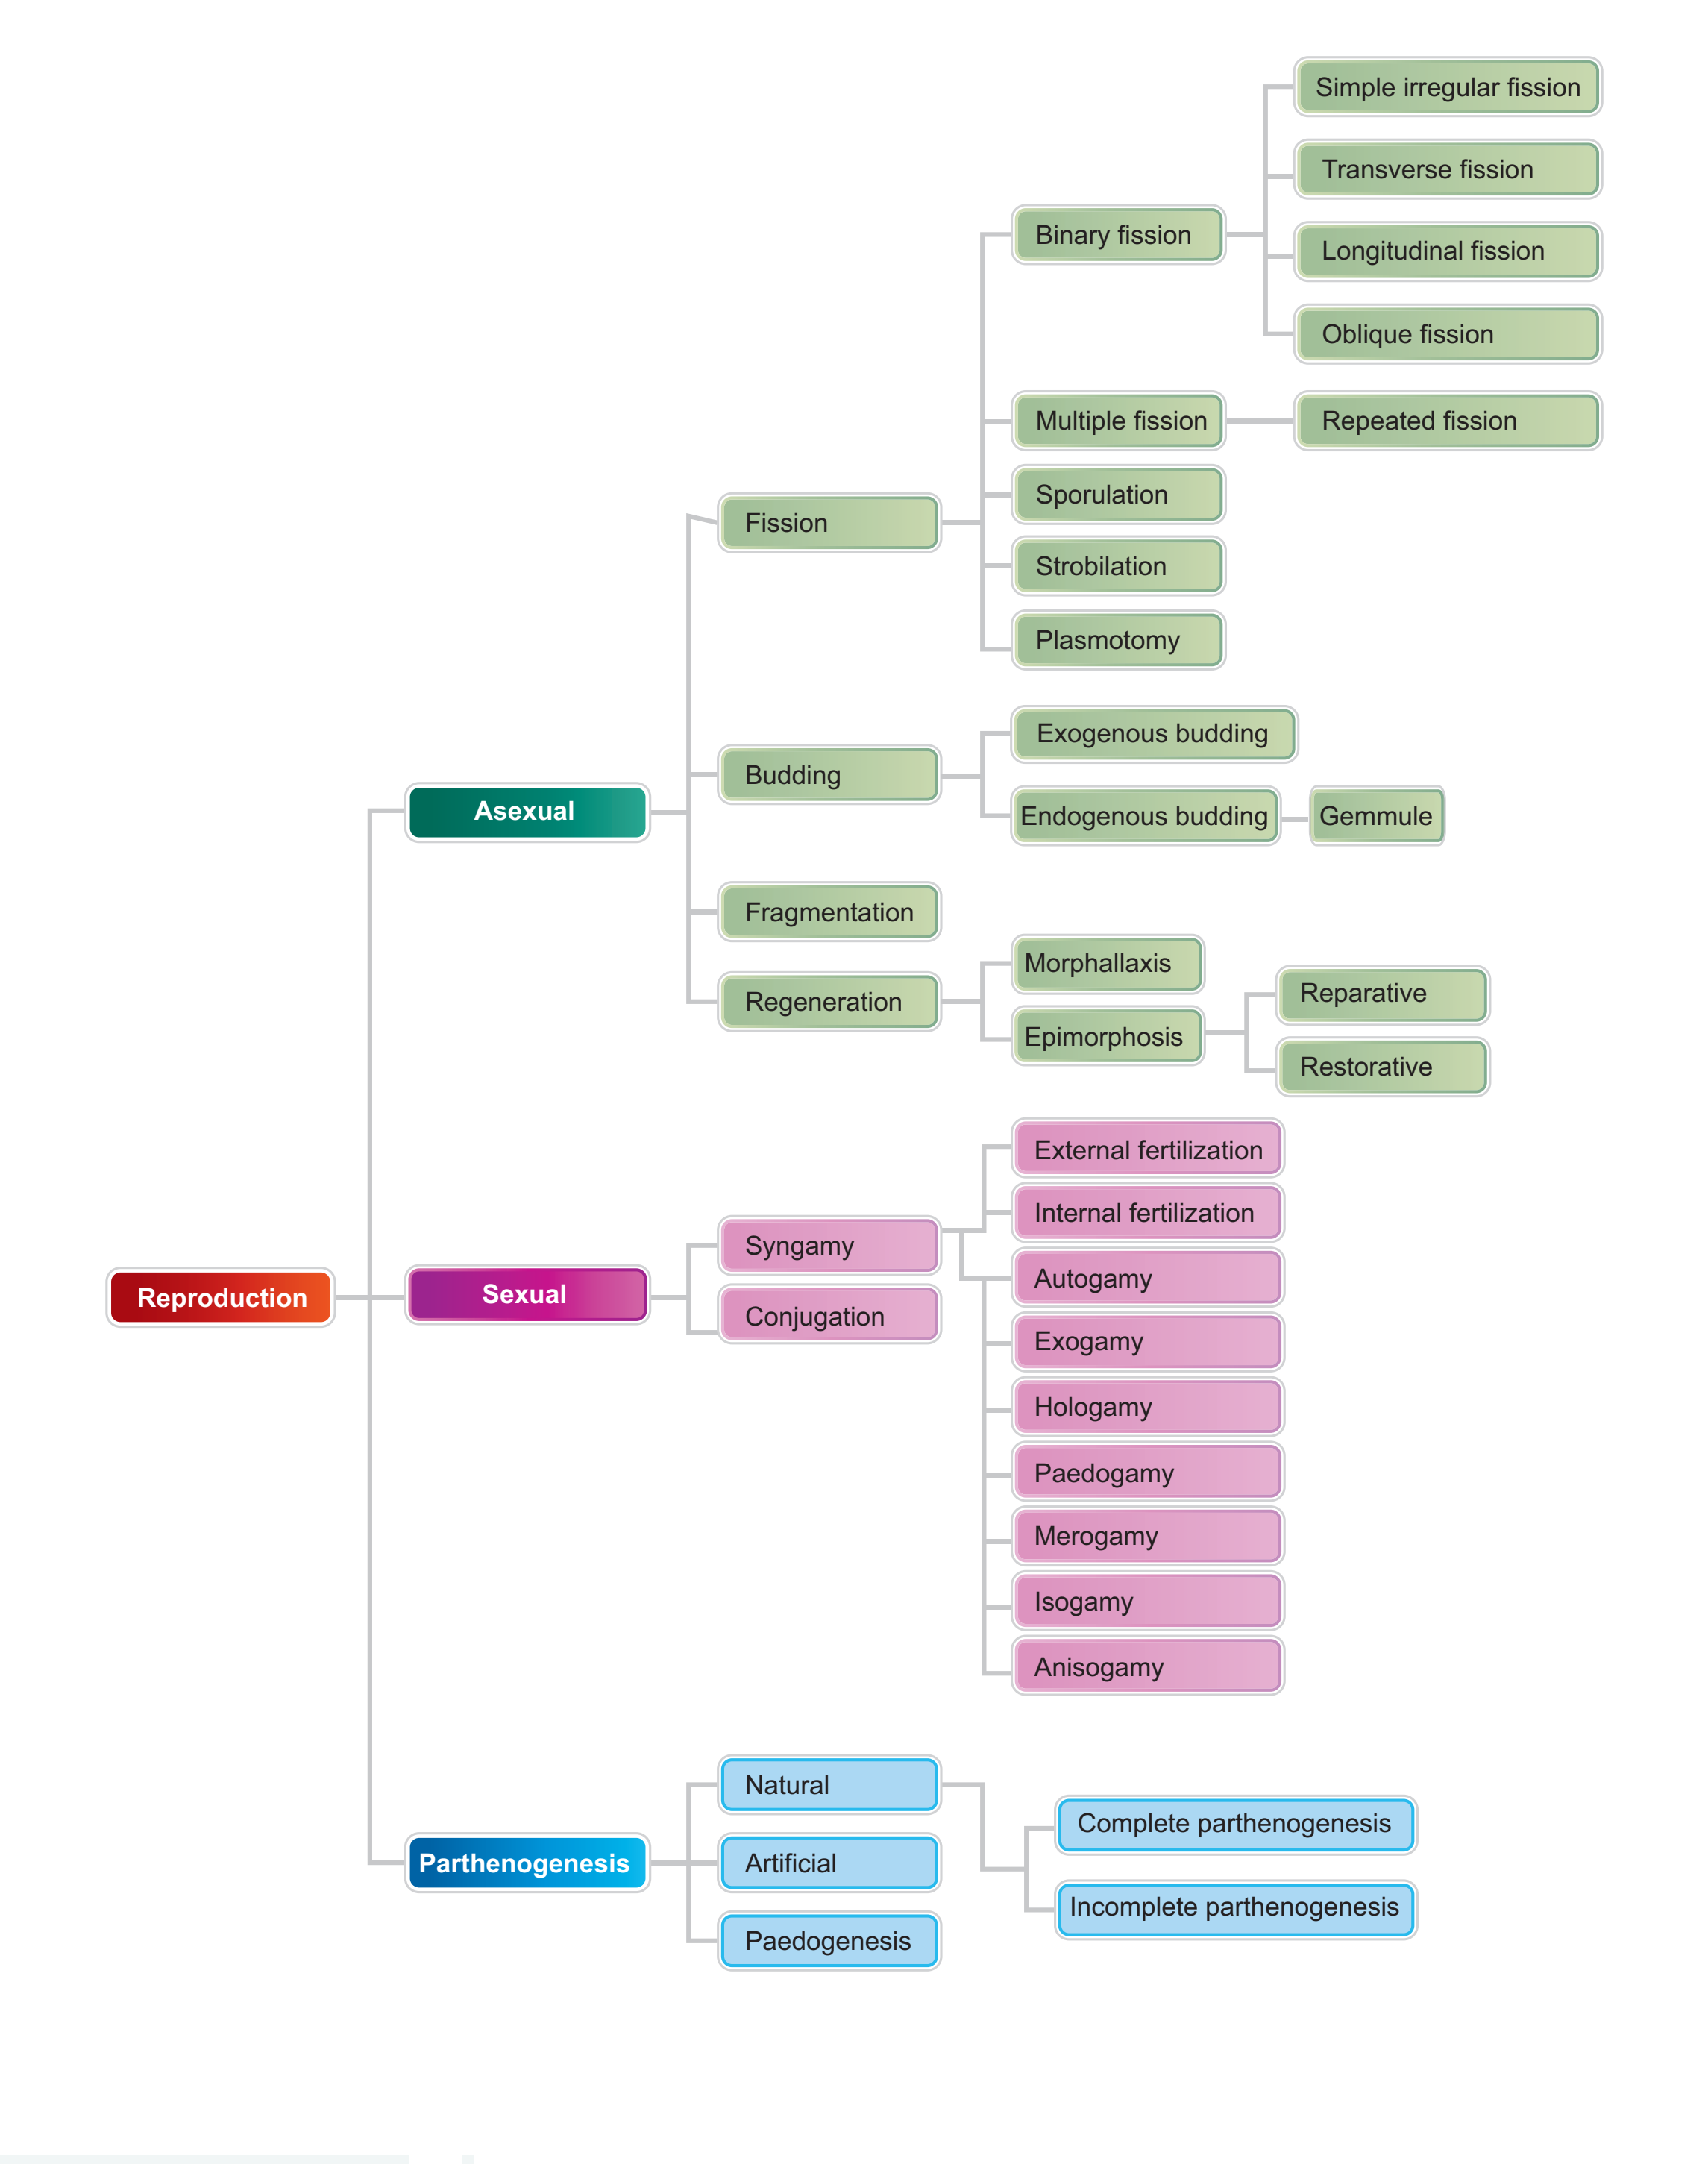 Simple irregular fission
Transverse fission
Binary fission
Longitudinal fission
Oblique fission
Multiple fission
Repeated fission
Sporulation
Fission
Strobilation
Plasmotomy
Exogenous budding
Budding
Asexual
Endogenous budding
Gemmule
Fragmentation
Morphallaxis
Reparative
Regeneration
Epimorphosis
Restorative
External fertilization
Internal fertilization
Syngamy
Autogamy
Reproduction
Sexual
Conjugation
Exogamy
Hologamy
Paedogamy
Merogamy
Isogamy
Anisogamy
Natural
Complete parthenogenesis
Parthenogenesis
Artificial
Incomplete parthenogenesis
Paedogenesis